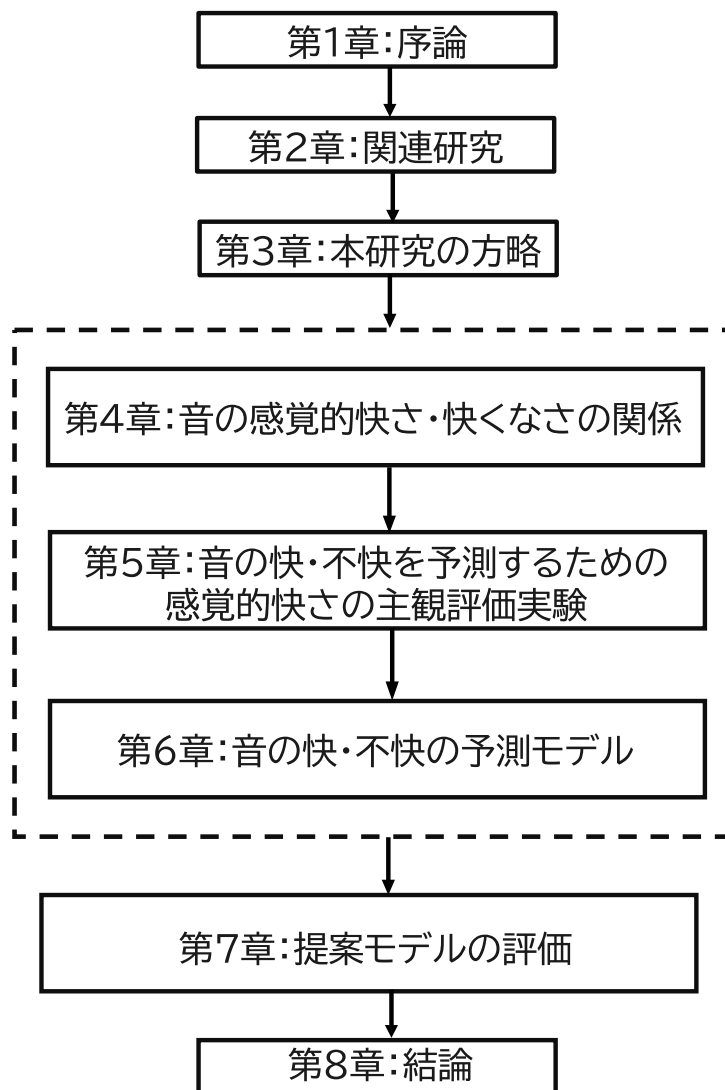 第1章:序論
第2章:関連研究
第3章:本研究の方略
第4章:音の感覚的快さ・快くなさの関係
第5章:音の快・不快を予測するための
感覚的快さの主観評価実験
第6章:音の快・不快の予測モデル
第7章:提案モデルの評価
第8章:結論